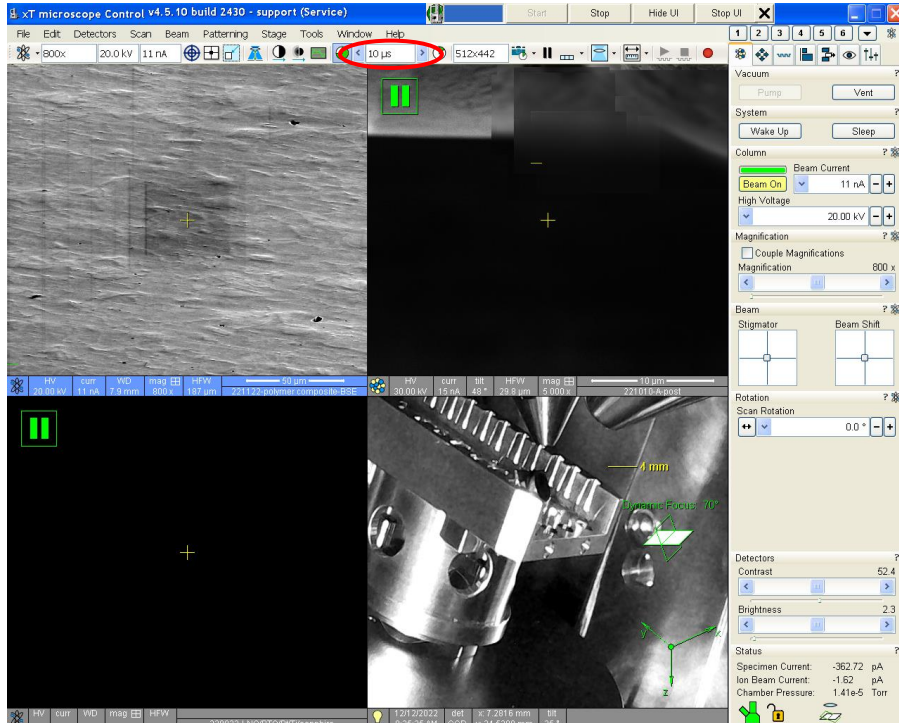 xT microscope Control v4.5.10 build 2430 - support (Service)
Start Stop Hide UI Stop UI X
File Edit Detectors Scan Beam Patterning Stage Tools Window Help
1 2 3 4 5 6
800x 20.0 kV 11 nA 10 µs 512x442
Vacuum ?
Pump Vent
System ?
Wake Up Sleep
Column ?
Beam Current
Beam On 11 nA - +
High Voltage
20.00 kV - +
Magnification ?
Couple Magnifications
Magnification 800 x
Beam ?
Stigmator Beam Shift
HV curr WD mag HFW 50 µm
20.00 kV 11 nA 7.9 mm 800 x 187 µm 221122-polymer composite-BSE
HV curr tilt HFW mag 10 µm
30.00 kV 15 nA 48 ° 29.8 µm 5 000 x 221010-A-post
Rotation ?
Scan Rotation
0.0 ° - +
4 mm
Dynamic Focus 70°
y x
z
Detectors ?
Contrast 52.4
Brightness 2.3
Status ?
Specimen Current: -362.72 pA
Ion Beam Current: -1.62 pA
Chamber Pressure: 1.41e-5 Torr
HV curr WD mag HFW
12/12/2022 det x: 7.2816 mm tilt